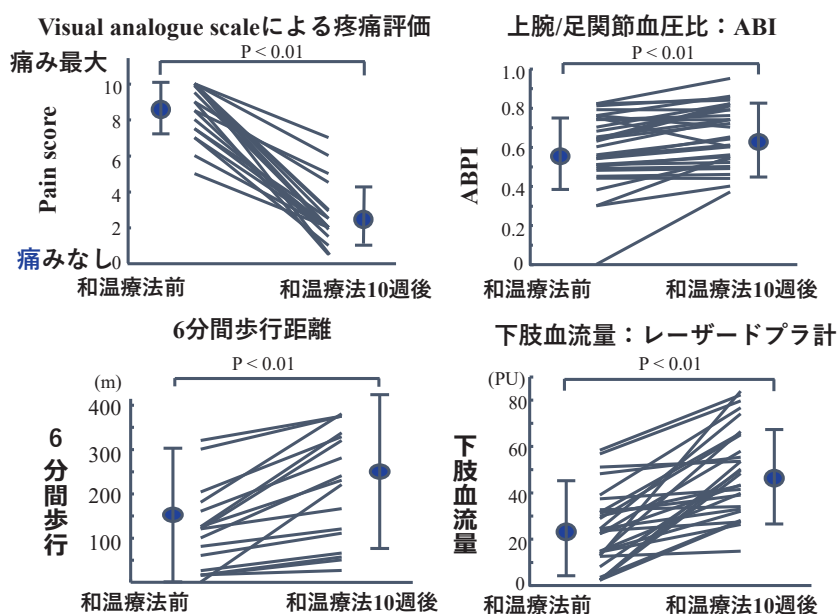 Visual analogue scaleによる疼痛評価
P < 0.01
痛み最大
10
8
6
4
2
0
Pain score
痛みなし
和温療法前
和温療法10週後
上腕/足関節血圧比：ABI
P < 0.01
1.0
0.8
0.6
0.4
0.2
0
ABPI
和温療法前
和温療法10週後
6分間歩行距離
P < 0.01
(m)
400
300
200
100
6分間歩行
和温療法前
和温療法10週後
下肢血流量：レーザードプラ計
P < 0.01
(PU)
80
60
40
20
0
下肢血流量
和温療法前
和温療法10週後